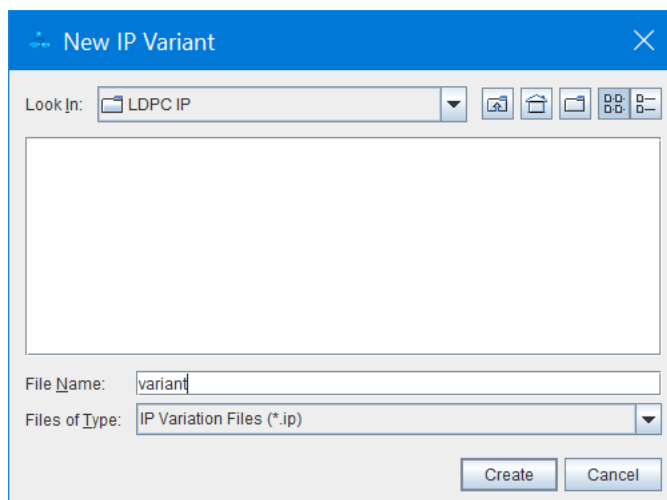 New IP Variant
Look In: LDPC IP
File Name: variant
Files of Type: IP Variation Files (*.ip)
Create Cancel